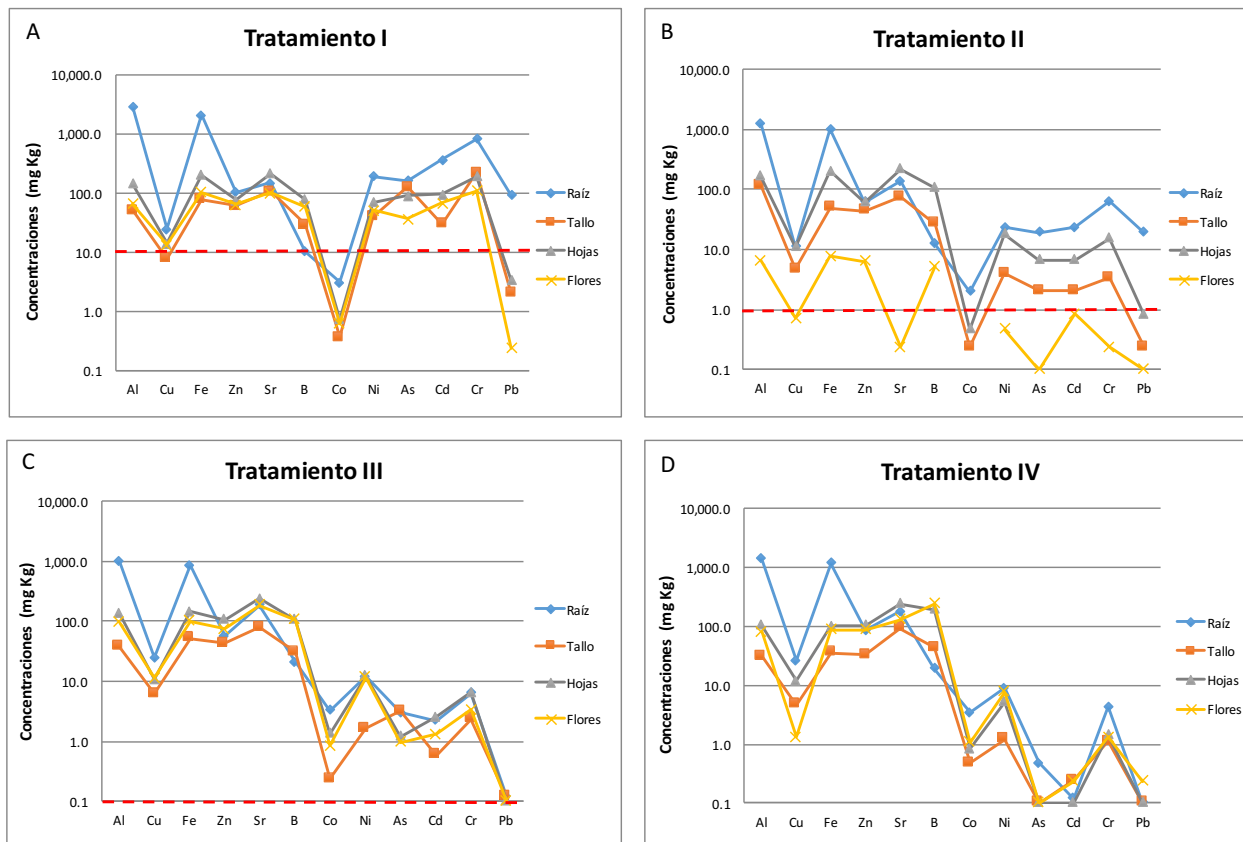 A
Tratamiento I
Concentraciones (mg Kg)
10,000.0
1,000.0
100.0
10.0
1.0
0.1
Al Cu Fe Zn Sr B Co Ni As Cd Cr Pb
Raíz
Tallo
Hojas
Flores
B
Tratamiento II
Concentraciones (mg Kg)
10,000.0
1,000.0
100.0
10.0
1.0
0.1
Al Cu Fe Zn Sr B Co Ni As Cd Cr Pb
Raíz
Tallo
Hojas
Flores
C
Tratamiento III
Concentraciones (mg Kg)
10,000.0
1,000.0
100.0
10.0
1.0
0.1
Al Cu Fe Zn Sr B Co Ni As Cd Cr Pb
Raíz
Tallo
Hojas
Flores
D
Tratamiento IV
Concentraciones (mg Kg)
10,000.0
1,000.0
100.0
10.0
1.0
0.1
Al Cu Fe Zn Sr B Co Ni As Cd Cr Pb
Raíz
Tallo
Hojas
Flores